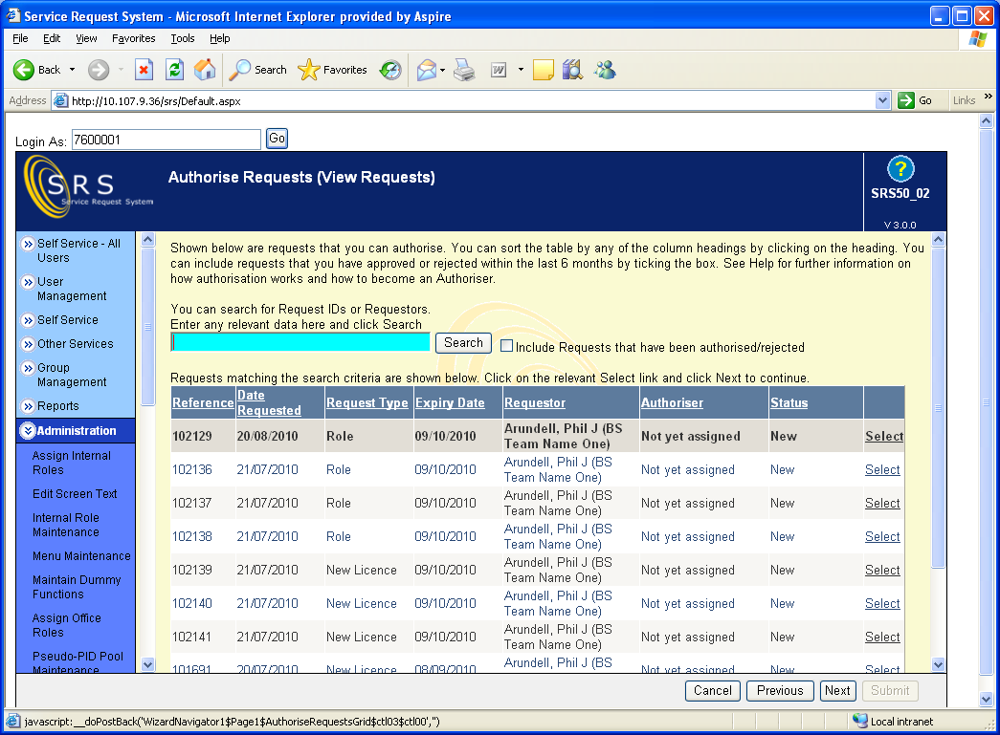 Service Request System - Microsoft Internet Explorer provided by Aspire
File Edit View Favorites Tools Help
Back Search Favorites
Address http://10.107.9.36/srs/Default.aspx Go Links »
Login As: 7600001 Go
SRS
Service Request System
Authorise Requests (View Requests)
?
SRS50_02
V 3.0.0
Self Service - All
Users
User
Management
Self Service
Other Services
Group
Management
Reports
Administration
Assign Internal
Roles
Edit Screen Text
Internal Role
Maintenance
Menu Maintenance
Maintain Dummy
Functions
Assign Office
Roles
Pseudo-PID Pool
Maintenance
Shown below are requests that you can authorise. You can sort the table by any of the column headings by clicking on the heading. You
can include requests that you have approved or rejected within the last 6 months by ticking the box. See Help for further information on
how authorisation works and how to become an Authoriser.
You can search for Request IDs or Requestors.
Enter any relevant data here and click Search
Search Include Requests that have been authorised/rejected
Requests matching the search criteria are shown below. Click on the relevant Select link and click Next to continue.
Reference Date Requested Request Type Expiry Date Requestor Authoriser Status
102129 20/08/2010 Role 09/10/2010 Arundell, Phil J (BS Team Name One) Not yet assigned New Select
102136 21/07/2010 Role 09/10/2010 Arundell, Phil J (BS Team Name One) Not yet assigned New Select
102137 21/07/2010 Role 09/10/2010 Arundell, Phil J (BS Team Name One) Not yet assigned New Select
102138 21/07/2010 Role 09/10/2010 Arundell, Phil J (BS Team Name One) Not yet assigned New Select
102139 21/07/2010 New Licence 09/10/2010 Arundell, Phil J (BS Team Name One) Not yet assigned New Select
102140 21/07/2010 New Licence 09/10/2010 Arundell, Phil J (BS Team Name One) Not yet assigned New Select
102141 21/07/2010 New Licence 09/10/2010 Arundell, Phil J (BS Team Name One) Not yet assigned New Select
101691 20/07/2010 New Licence 08/09/2010 Arundell, Phil J (BS Not yet assigned New Select
Cancel Previous Next Submit
javascript:__doPostBack('WizardNavigator1$Page1$AuthoriseRequestsGrid$ctl03$ctl00','') Local intranet